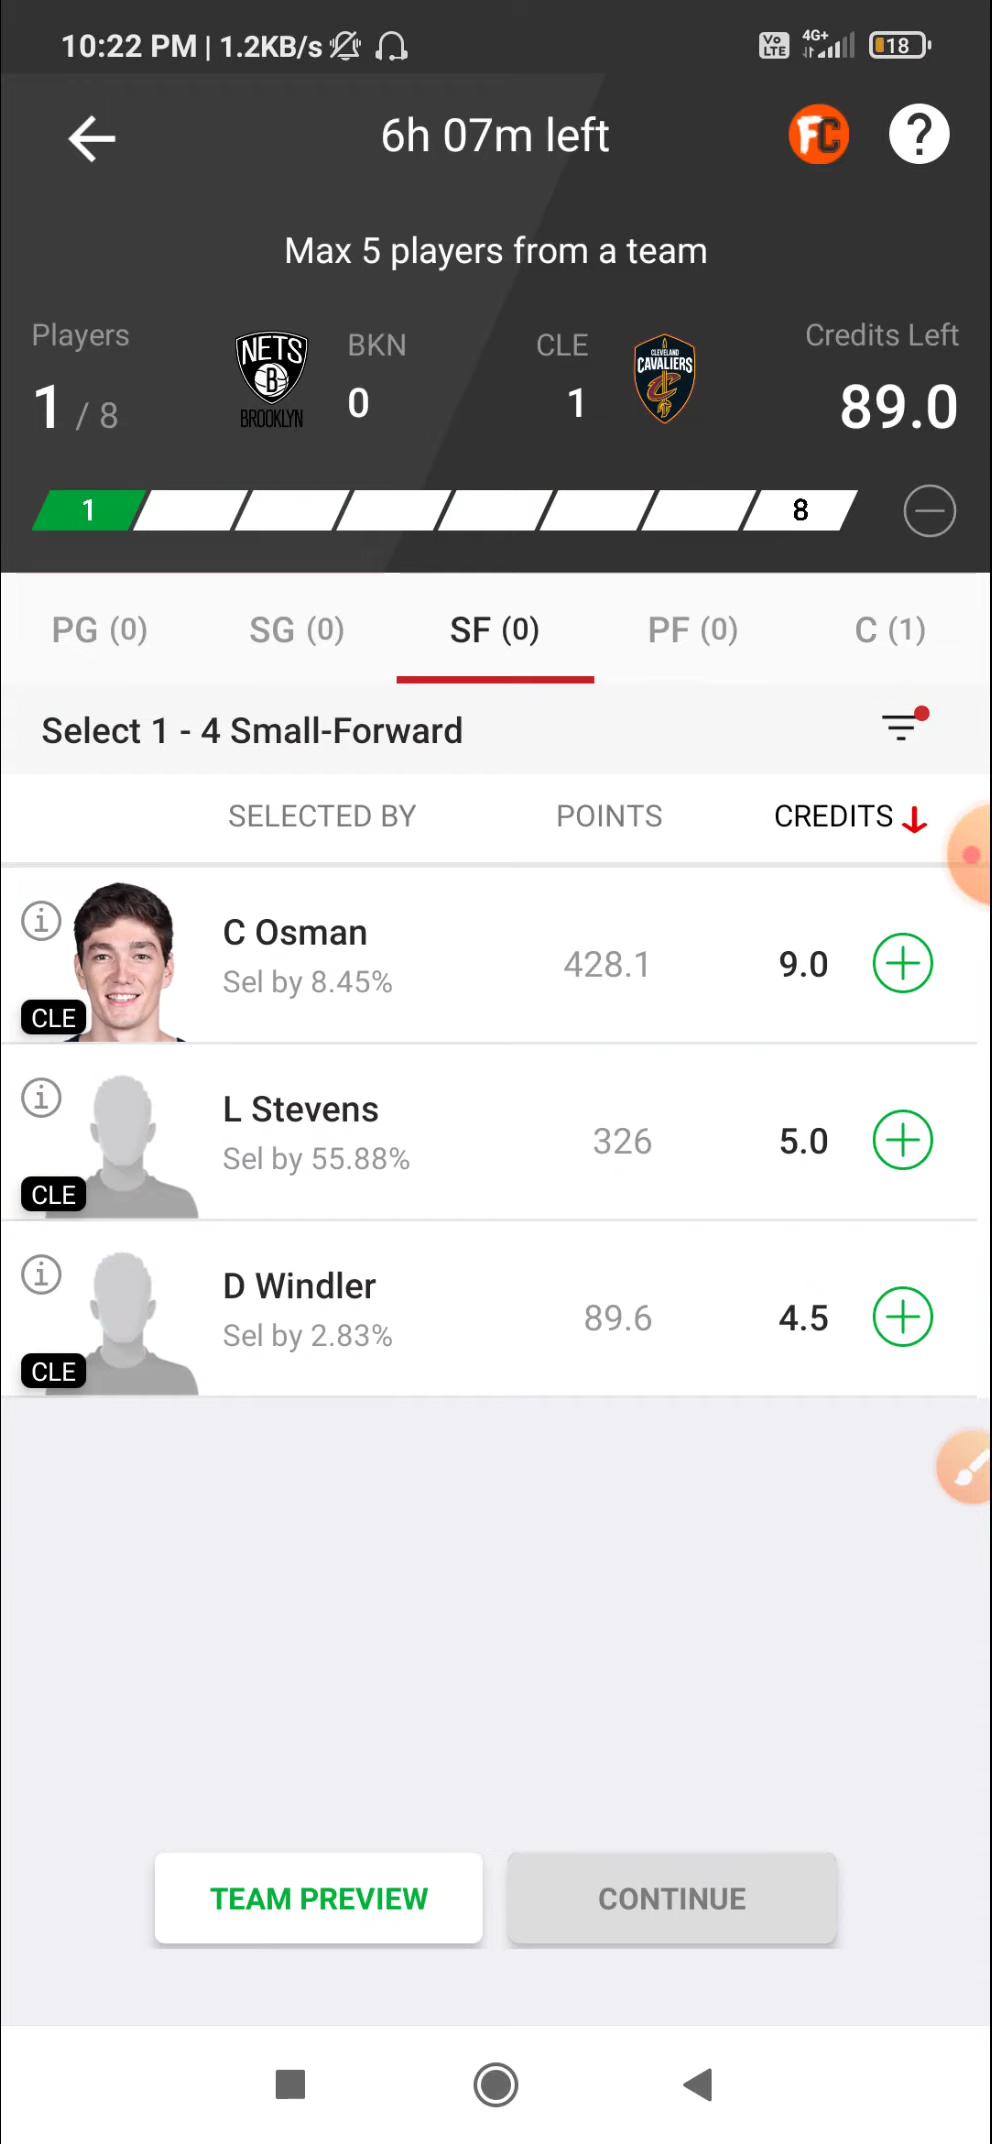 10:22 PM | 1.2KB/s
Vo LTE 4G+ 18
6h 07m left
FC
?
Max 5 players from a team
Players
1 / 8
NETS
B
BROOKLYN
BKN
0
CLE
1
CLEVELAND
CAVALIERS
C
Credits Left
89.0
1
8
PG (0)
SG (0)
SF (0)
PF (0)
C (1)
Select 1 - 4 Small-Forward
SELECTED BY
POINTS
CREDITS
i
CLE
C Osman
Sel by 8.45%
428.1
9.0
i
CLE
L Stevens
Sel by 55.88%
326
5.0
i
CLE
D Windler
Sel by 2.83%
89.6
4.5
TEAM PREVIEW
CONTINUE